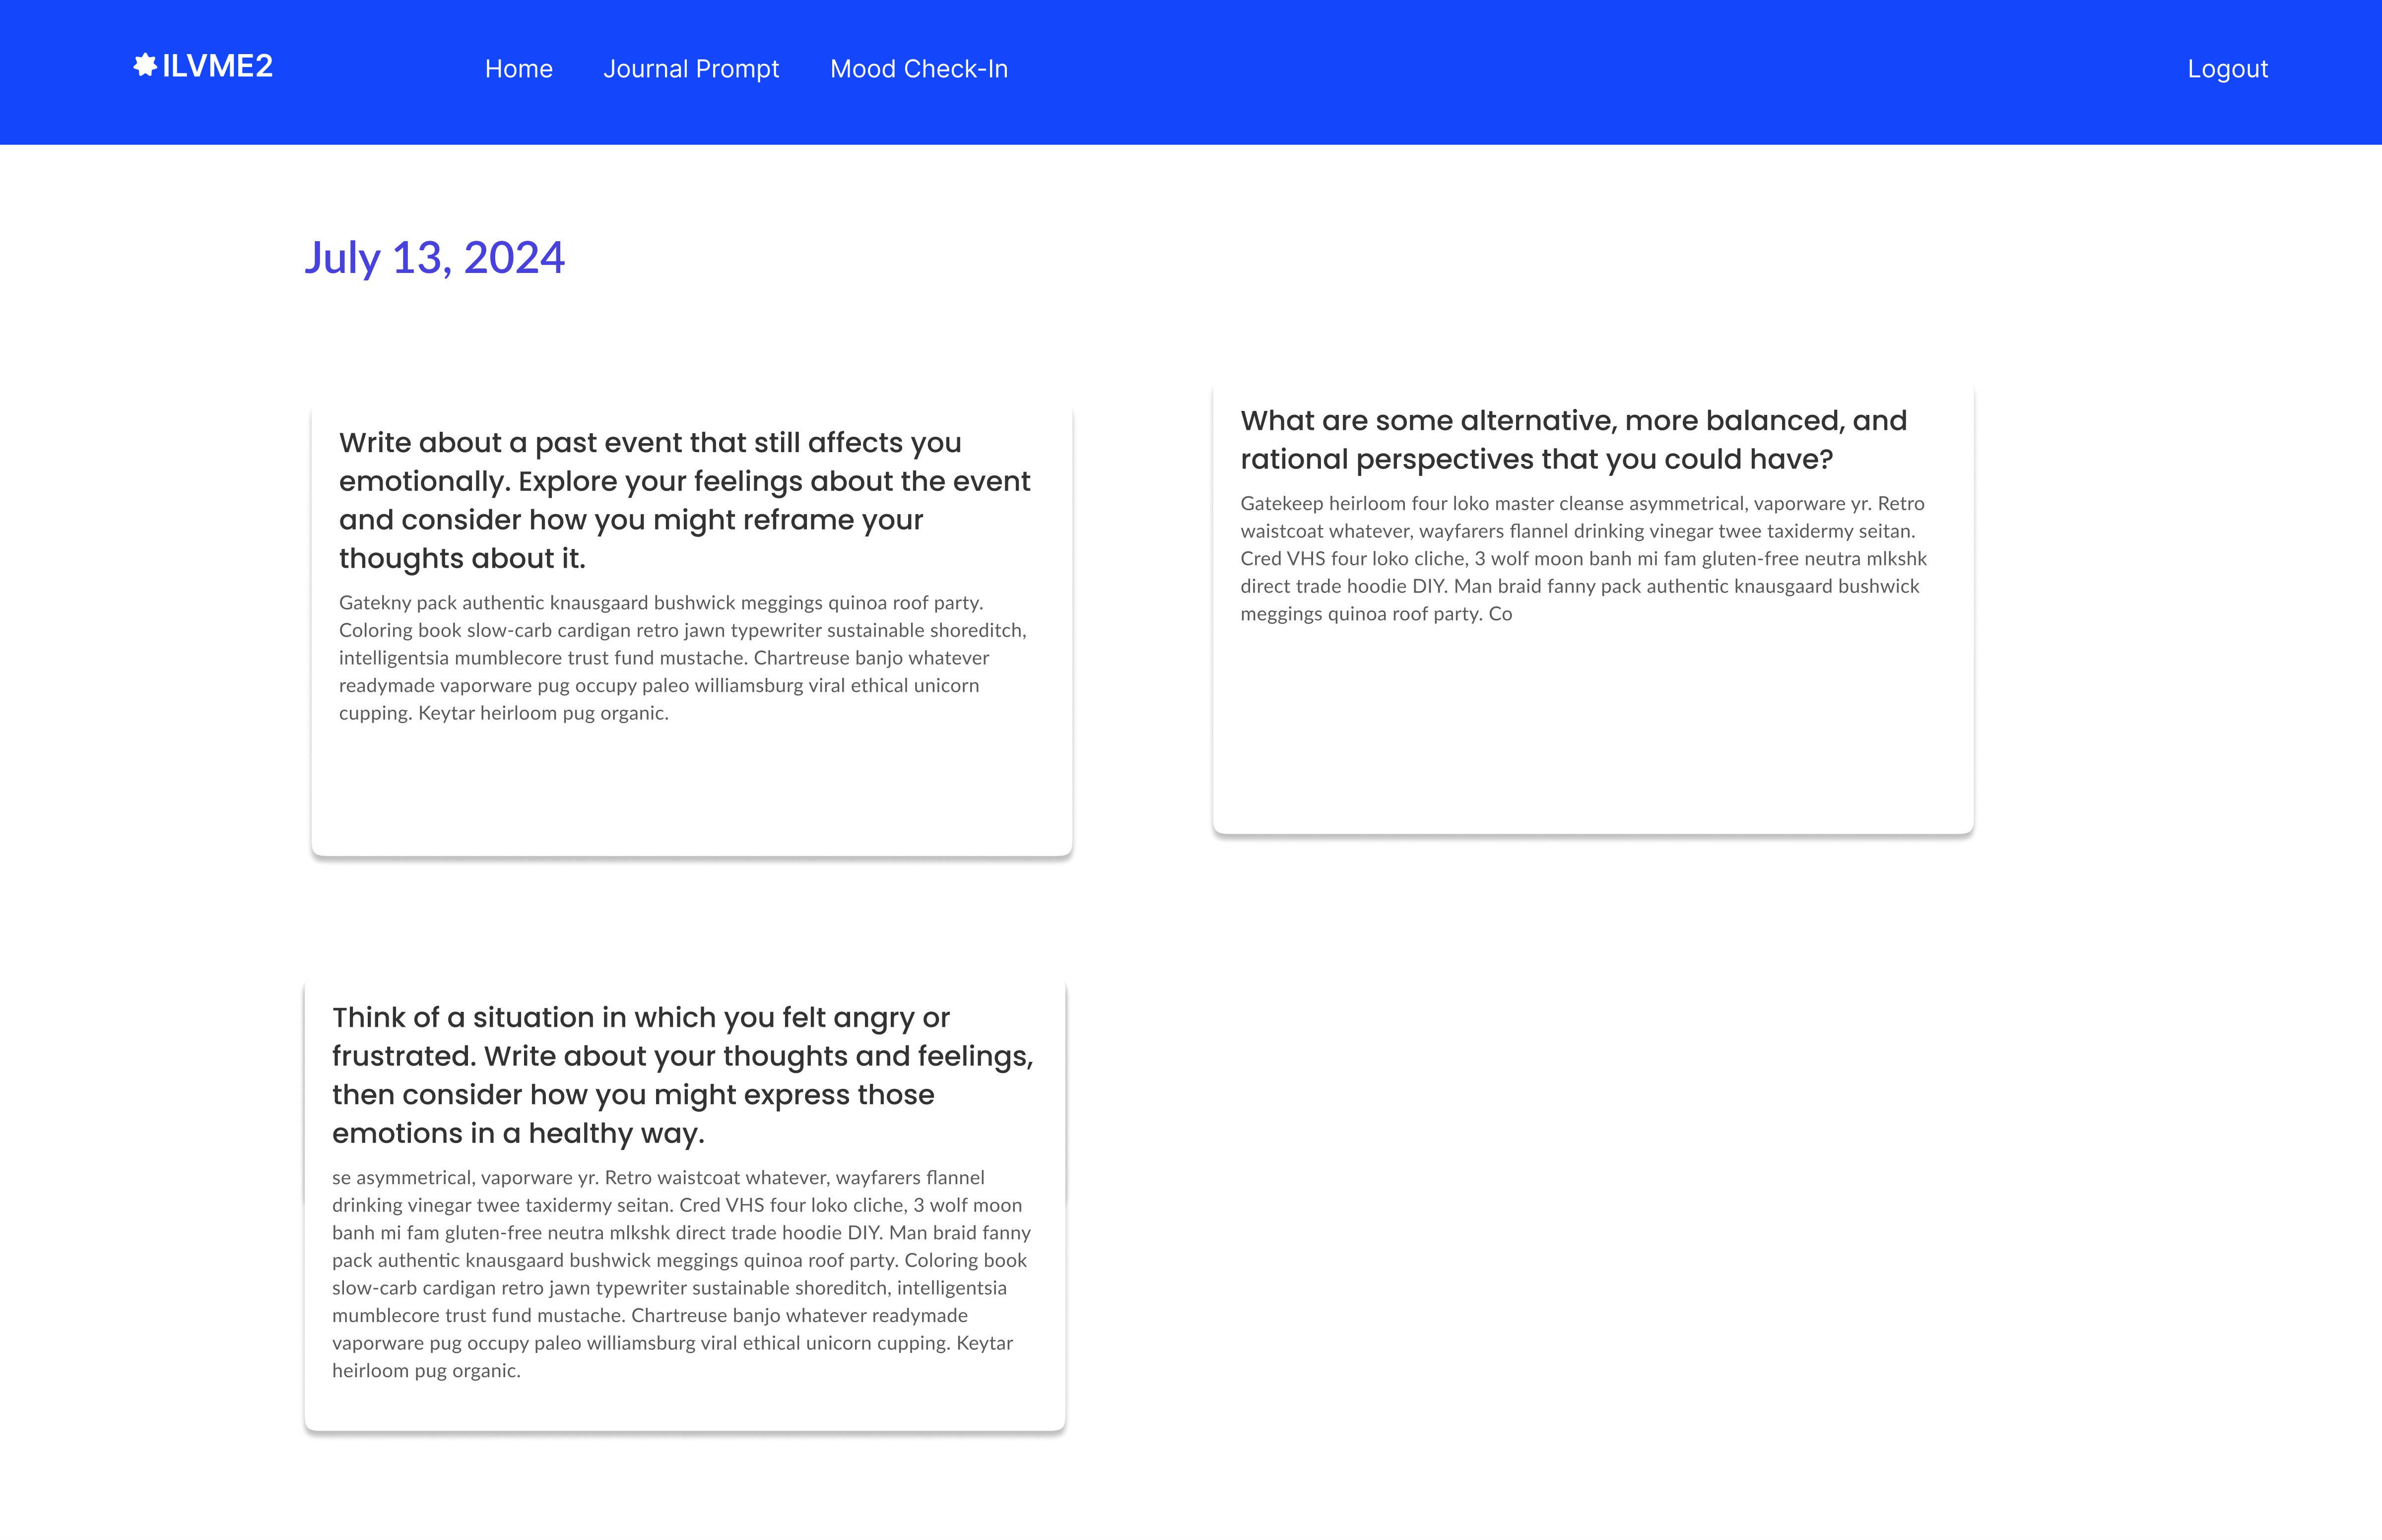 ILVME2
Home
Journal Prompt
Mood Check-In
Logout
July 13, 2024
Write about a past event that still affects you
emotionally. Explore your feelings about the event
and consider how you might reframe your
thoughts about it.
Gatekny pack authentic knausgaard bushwick meggings quinoa roof party.
Coloring book slow-carb cardigan retro jawn typewriter sustainable shoreditch,
intelligentsia mumblecore trust fund mustache. Chartreuse banjo whatever
readymade vaporware pug occupy paleo williamsburg viral ethical unicorn
cupping. Keytar heirloom pug organic.
What are some alternative, more balanced, and
rational perspectives that you could have?
Gatekeep heirloom four loko master cleanse asymmetrical, vaporware yr. Retro
waistcoat whatever, wayfarers flannel drinking vinegar twee taxidermy seitan.
Cred VHS four loko cliche, 3 wolf moon banh mi fam gluten-free neutra mlkshk
direct trade hoodie DIY. Man braid fanny pack authentic knausgaard bushwick
meggings quinoa roof party. Co
Think of a situation in which you felt angry or
frustrated. Write about your thoughts and feelings,
then consider how you might express those
emotions in a healthy way.
se asymmetrical, vaporware yr. Retro waistcoat whatever, wayfarers flannel
drinking vinegar twee taxidermy seitan. Cred VHS four loko cliche, 3 wolf moon
banh mi fam gluten-free neutra mlkshk direct trade hoodie DIY. Man braid fanny
pack authentic knausgaard bushwick meggings quinoa roof party. Coloring book
slow-carb cardigan retro jawn typewriter sustainable shoreditch, intelligentsia
mumblecore trust fund mustache. Chartreuse banjo whatever readymade
vaporware pug occupy paleo williamsburg viral ethical unicorn cupping. Keytar
heirloom pug organic.